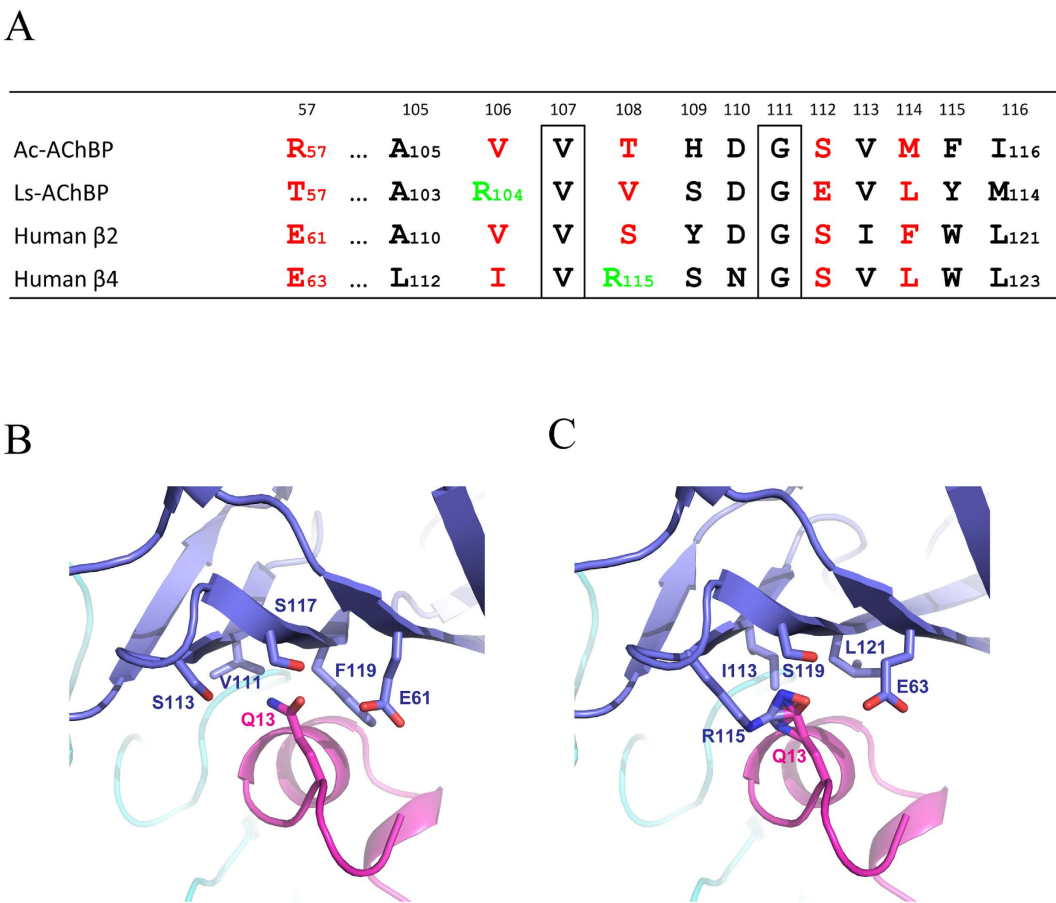 A
57 105 106 107 108 109 110 111 112 113 114 115 116
Ac-AChBP R57 ... A105 V V T H D G S V M F I116
Ls-AChBP T57 ... A103 R104 V V S D G E V L Y M114
Human β2 E61 ... A110 V V S Y D G S I F W L121
Human β4 E63 ... L112 I V R115 S N G S V L W L123
B
S117
S113 V111 F119 E61
Q13
C
I113 S119 L121
E63
R115
Q13